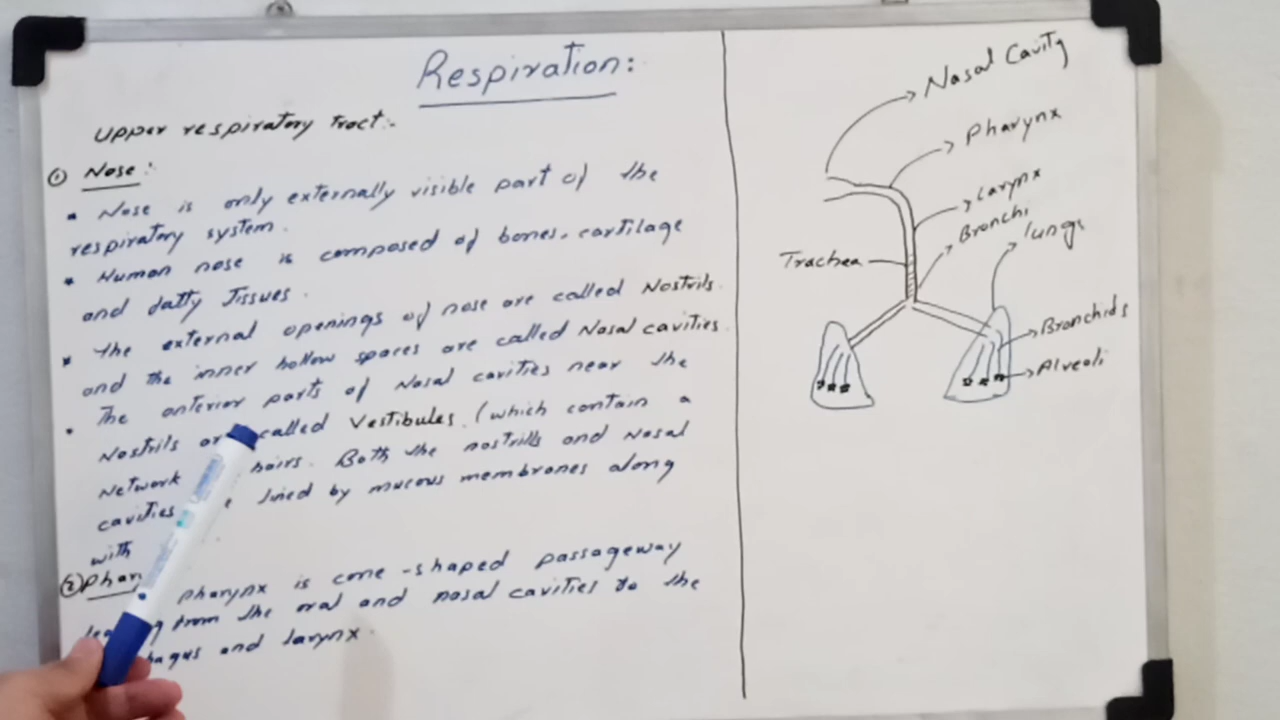 Respiration:
Upper respiratory tract:-
① Nose:
• Nose is only externally visible part of the
respiratory system.
• Human nose is composed of bones, cartilage
and fatty tissues.
• The external openings of nose are called Nostrils
and the inner hollow spaces are called Nasal cavities
• The anterior parts of Nasal cavities near the
Nostrils are called Vestibules (which contain a
Network hairs. Both the nostrills and Nasal
cavities lined by mucous membranes along
with
② Phar pharynx is cone-shaped passageway
from the oral and nasal cavities to the
and larynx.
Nasal Cavity
Pharynx
Larynx
Bronchi
Trachea
lungs
Bronchids
Alveoli